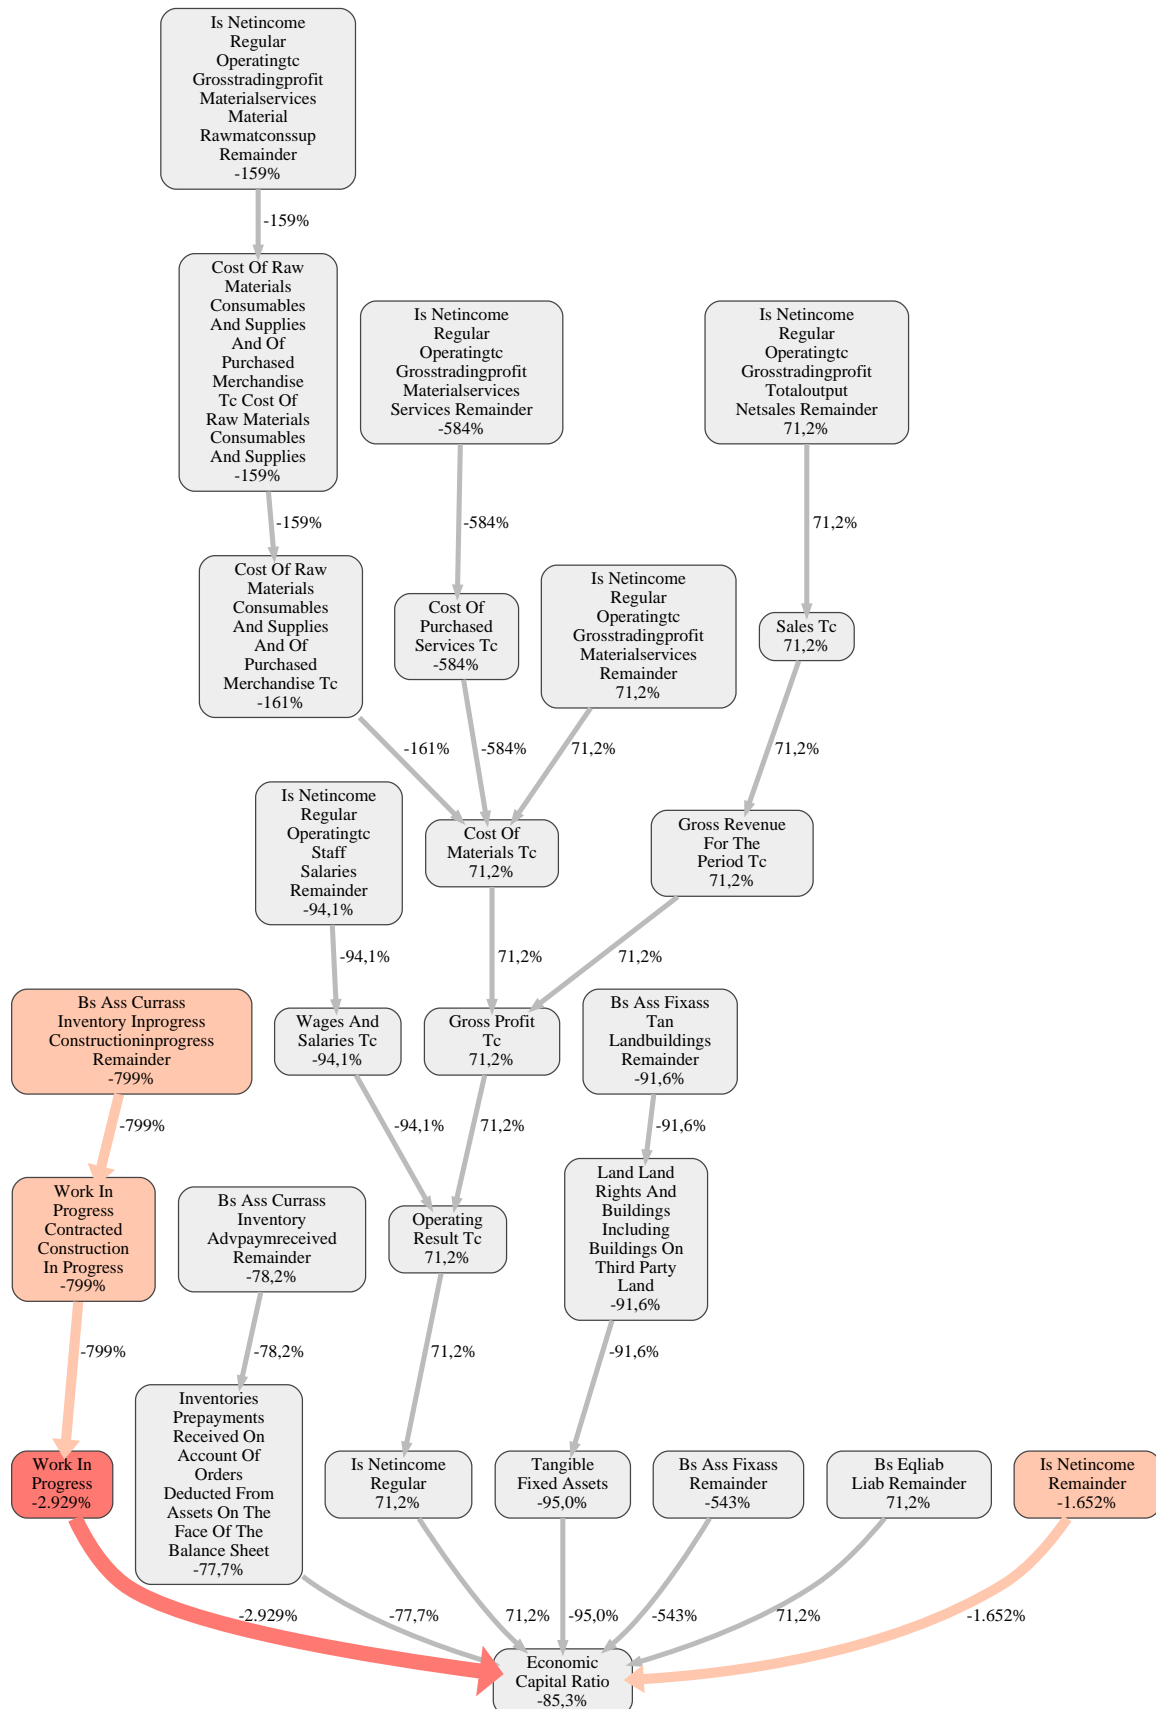 Is Netincome
Regular
Operatingtc
Grosstradingprofit
Materialservices
Material
Rawmatconssup
Remainder
-159%
-159%
Cost Of Raw
Materials
Consumables
And Supplies
And Of
Purchased
Merchandise
Tc Cost Of
Raw Materials
Consumables
And Supplies
-159%
Is Netincome
Regular
Operatingtc
Grosstradingprofit
Materialservices
Services Remainder
-584%
Is Netincome
Regular
Operatingtc
Grosstradingprofit
Totaloutput
Netsales Remainder
71,2%
-159%
-584%
71,2%
Cost Of Raw
Materials
Consumables
And Supplies
And Of
Purchased
Merchandise Tc
-161%
Cost Of
Purchased
Services Tc
-584%
Is Netincome
Regular
Operatingtc
Grosstradingprofit
Materialservices
Remainder
71,2%
Sales Tc
71,2%
-161%
-584%
71,2%
71,2%
Is Netincome
Regular
Operatingtc
Staff
Salaries
Remainder
-94,1%
Cost Of
Materials Tc
71,2%
Gross Revenue
For The
Period Tc
71,2%
-94,1%
71,2%
71,2%
Bs Ass Currass
Inventory Inprogress
Constructioninprogress
Remainder
-799%
Wages And
Salaries Tc
-94,1%
Gross Profit
Tc
71,2%
Bs Ass Fixass
Tan
Landbuildings
Remainder
-91,6%
-799%
-94,1%
71,2%
-91,6%
Work In
Progress
Contracted
Construction
In Progress
-799%
Bs Ass Currass
Inventory
Advpaymreceived
Remainder
-78,2%
Operating
Result Tc
71,2%
Land Land
Rights And
Buildings
Including
Buildings On
Third Party
Land
-91,6%
-799%
-78,2%
71,2%
-91,6%
Work In
Progress
-2.929%
Inventories
Prepayments
Received On
Account Of
Orders
Deducted From
Assets On The
Face Of The
Balance Sheet
-77,7%
Is Netincome
Regular
71,2%
Tangible
Fixed Assets
-95,0%
Bs Ass Fixass
Remainder
-543%
Bs Eqliab
Liab Remainder
71,2%
Is Netincome
Remainder
-1.652%
-2.929%
-77,7%
71,2%
-95,0%
-543%
71,2%
-1.652%
Economic
Capital Ratio
-85,3%